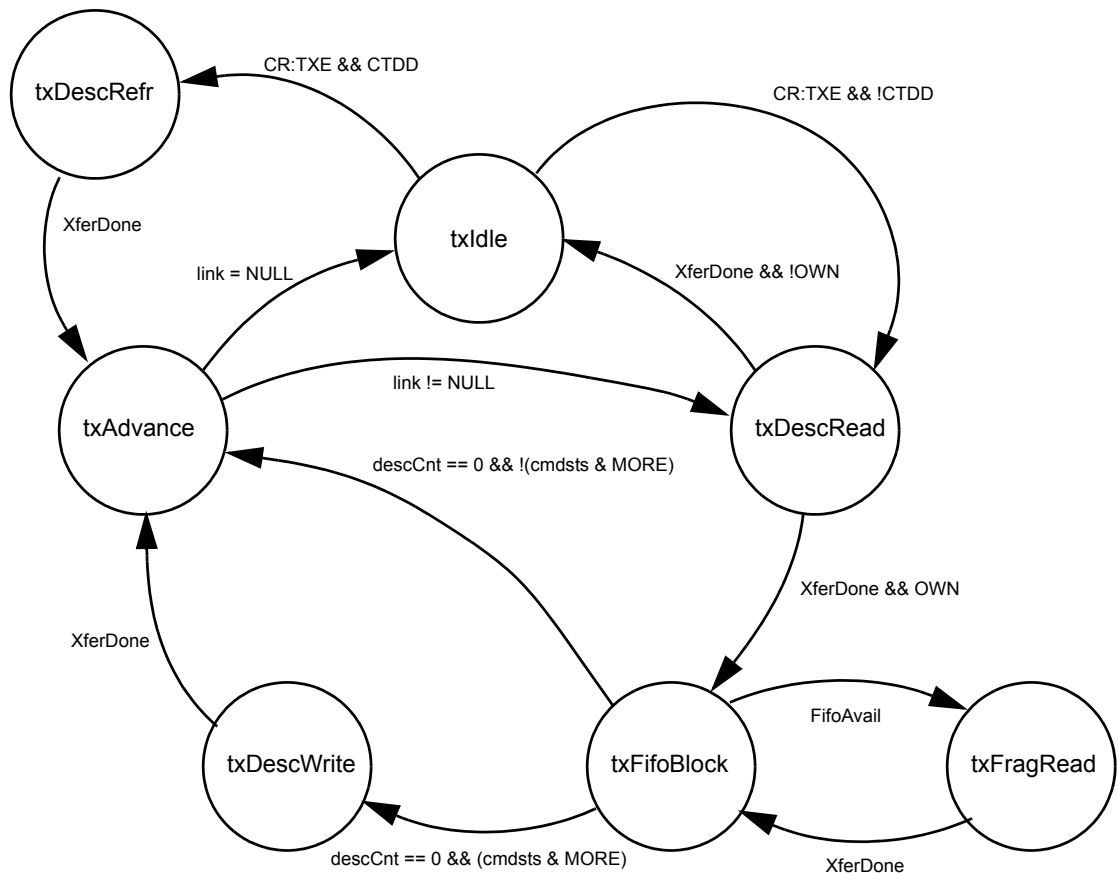 CR:TXE && CTDD
txDescRefr
CR:TXE && !CTDD
XferDone
txIdle
link = NULL
XferDone && !OWN
link != NULL
txAdvance
txDescRead
descCnt == 0 && !(cmdsts & MORE)
XferDone && OWN
XferDone
FifoAvail
txDescWrite
txFifoBlock
txFragRead
descCnt == 0 && (cmdsts & MORE)
XferDone